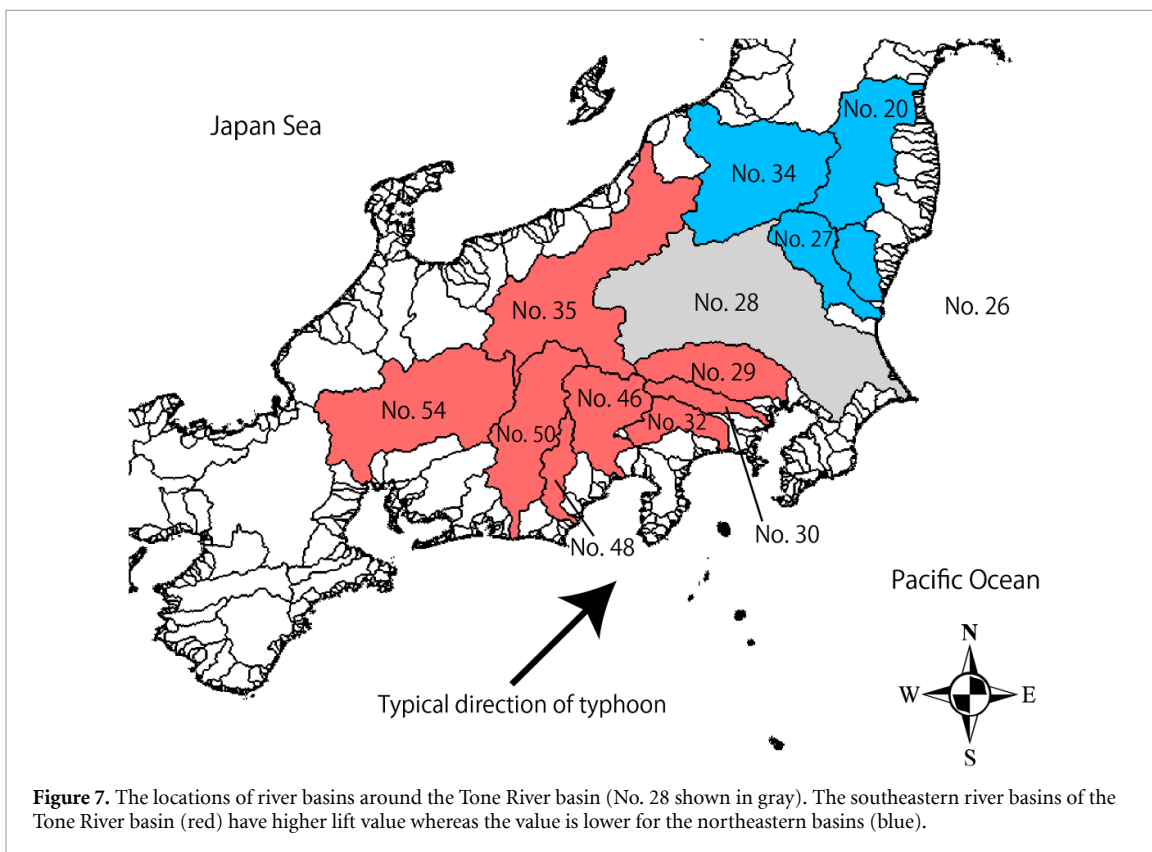 Japan Sea
No. 20
No. 34
No. 27
No. 28
No. 26
No. 35
No. 29
No. 54
No. 46
No. 32
No. 50
No. 30
No. 48
Pacific Ocean
Typical direction of typhoon
N
W
E
S
Figure 7. The locations of river basins around the Tone River basin (No. 28 shown in gray). The southeastern river basins of the
Tone River basin (red) have higher lift value whereas the value is lower for the northeastern basins (blue).